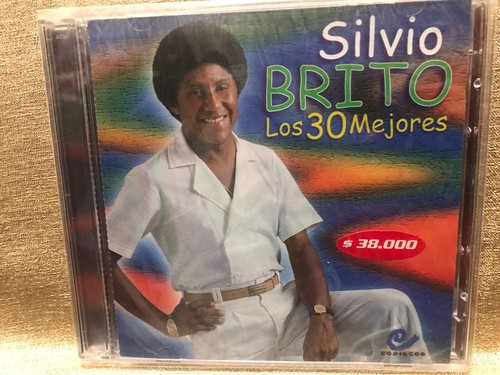 Silvio
BRITO
Los 30 Mejores
$ 38.000
CODISCOS